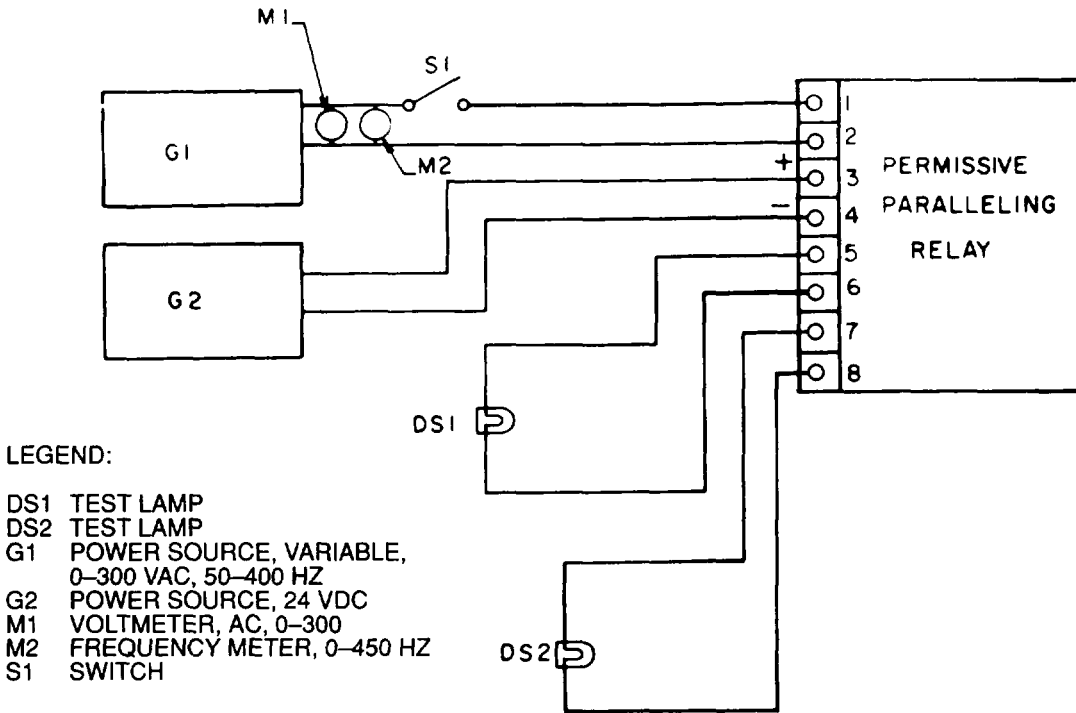 M1
S1
G1
M2
+
-
1
2
3
4
5
6
7
8
PERMISSIVE
PARALLELING
RELAY
G2
DS1
DS2
LEGEND:
DS1 TEST LAMP
DS2 TEST LAMP
G1 POWER SOURCE, VARIABLE,
0–300 VAC, 50–400 HZ
G2 POWER SOURCE, 24 VDC
M1 VOLTMETER, AC, 0–300
M2 FREQUENCY METER, 0–450 HZ
S1 SWITCH